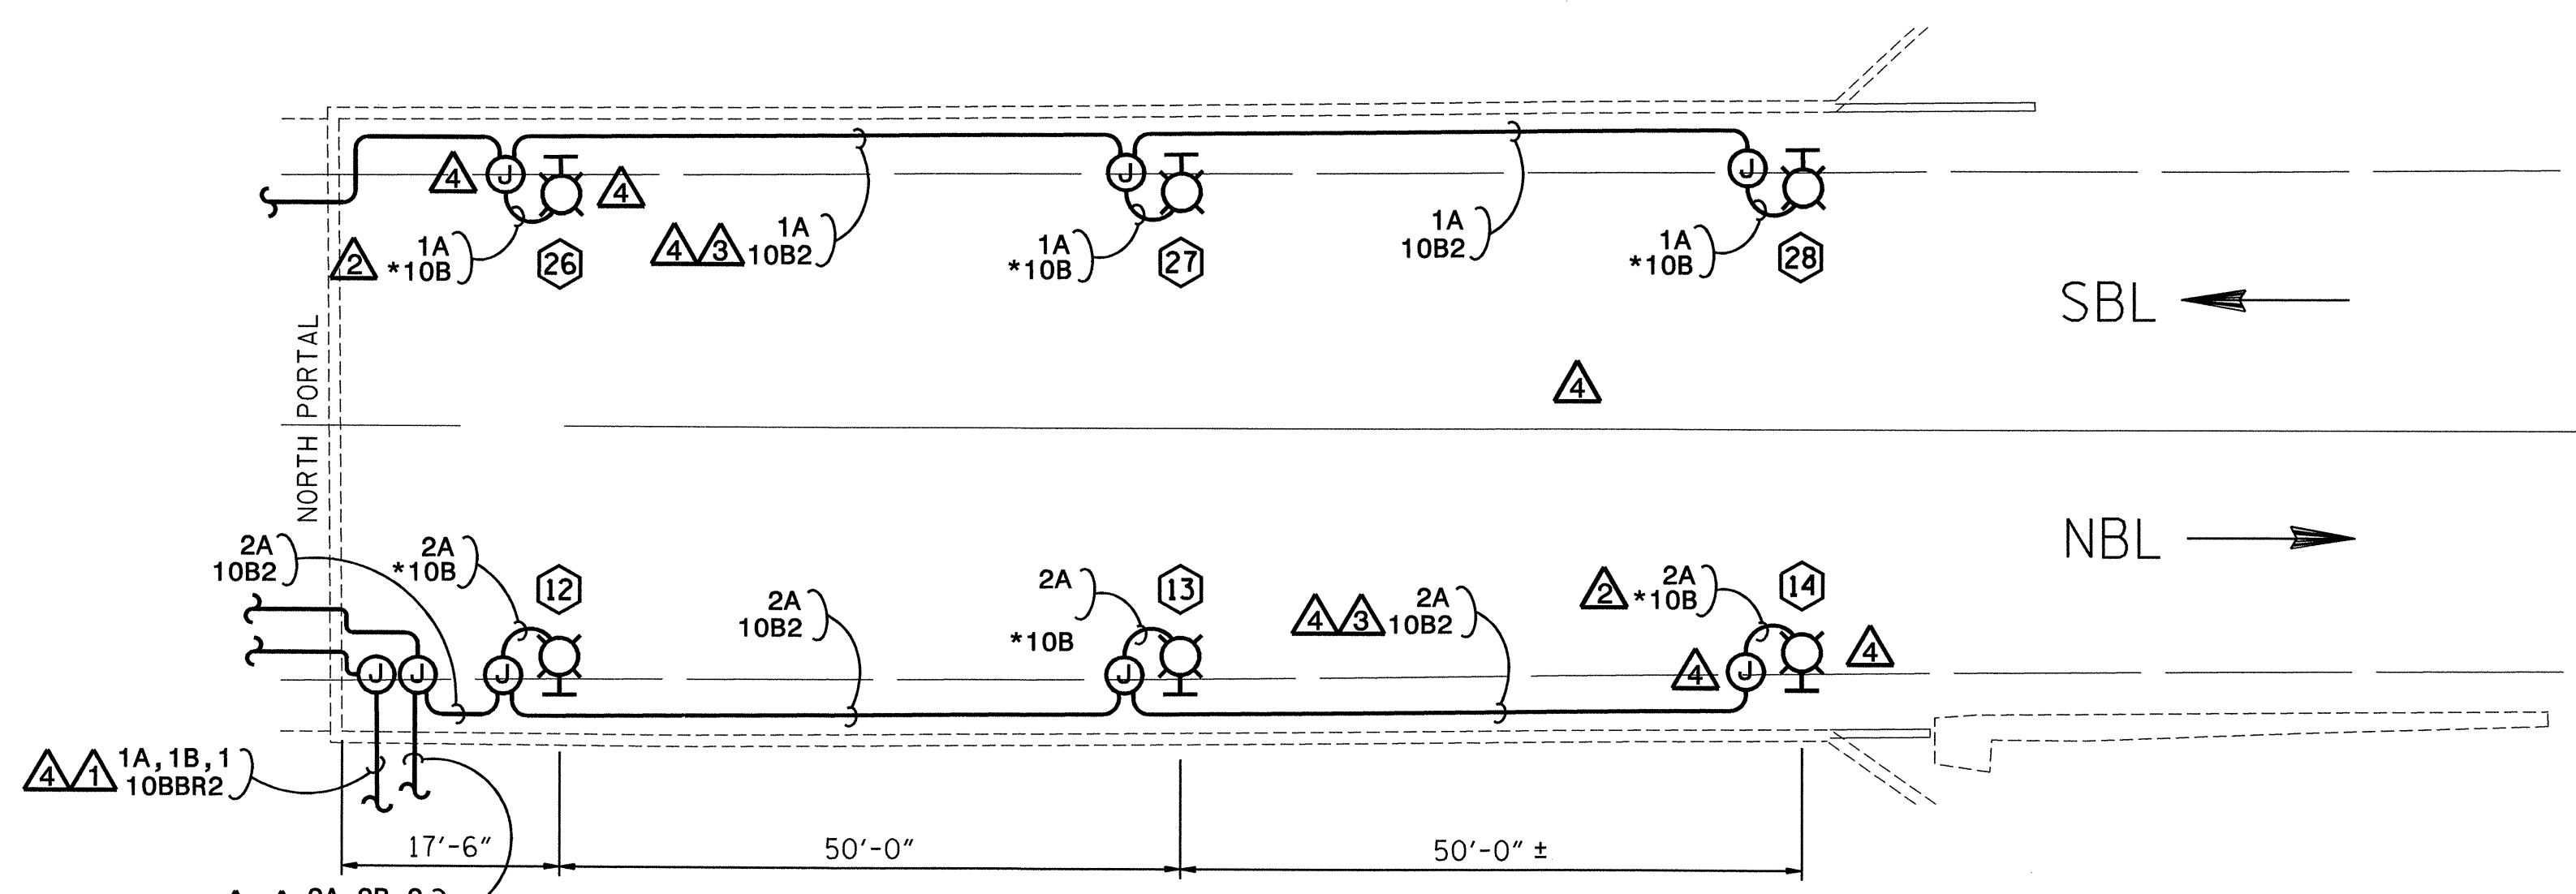 4
4
1A
*10B
2
26
4 3
1A
10B2
1A
*10B
27
1A
10B2
1A
*10B
28
J
J
J
SBL
NORTH PORTAL
4
NBL
2A
10B2
2A
*10B
12
2A
10B2
2A
*10B
13
4 3
2A
10B2
2
2A
*10B
14
J
J
J
J
4
J
4
4 1
1A,1B,1
10BBR2
17'-6"
50'-0"
50'-0" ±